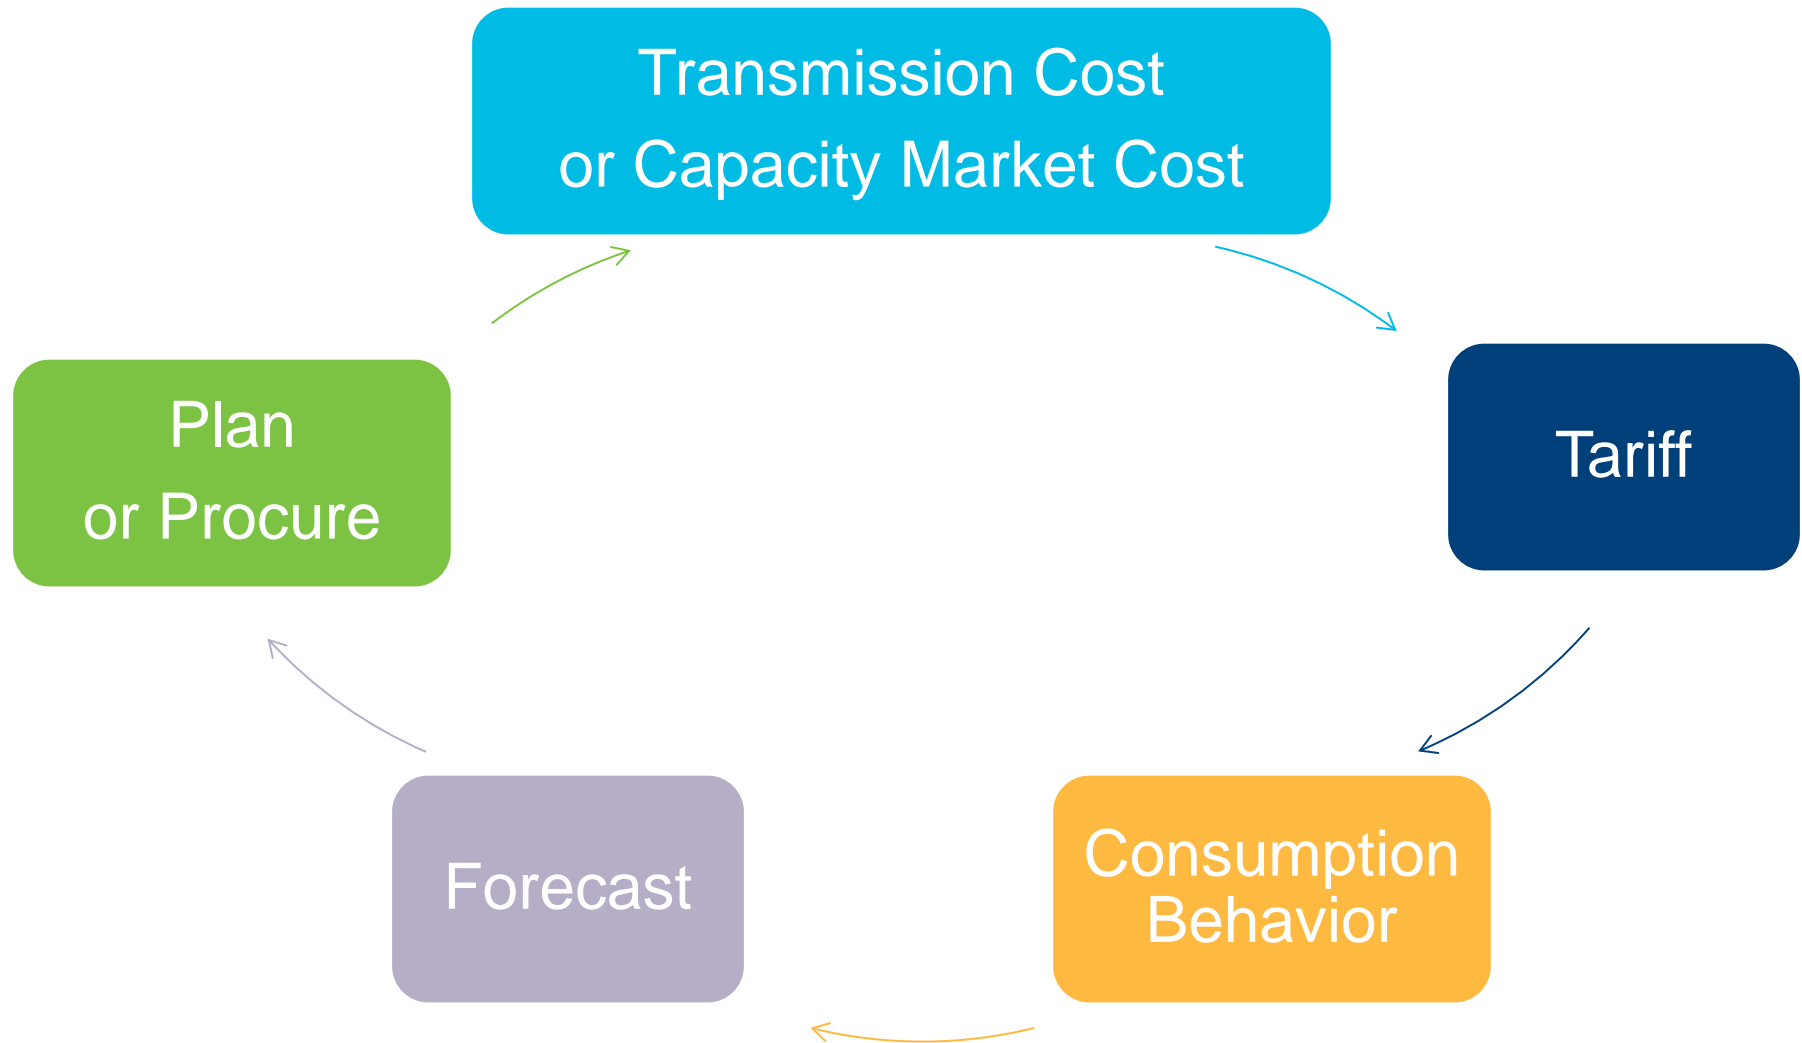 Transmission Cost
or Capacity Market Cost
Tariff
Consumption
Behavior
Forecast
Plan
or Procure